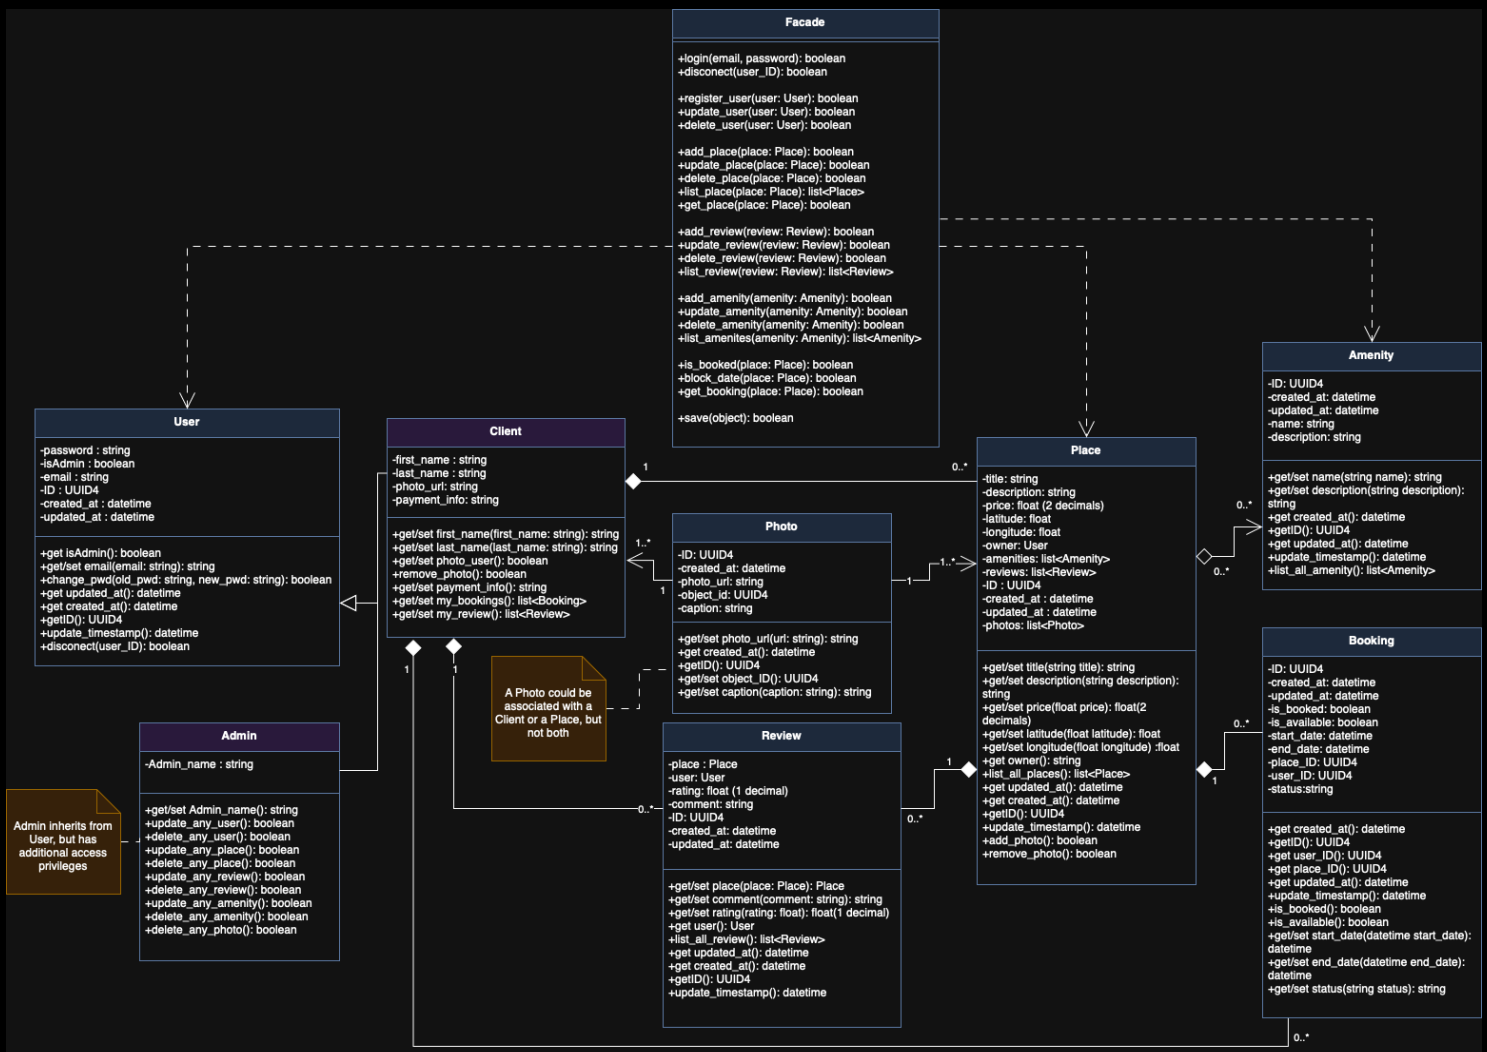 Facade
+login(email, password): boolean
+disconect(user_ID): boolean
+register_user(user: User): boolean
+update_user(user: User): boolean
+delete_user(user: User): boolean
+add_place(place: Place): boolean
+update_place(place: Place): boolean
+delete_place(place: Place): boolean
+list_place(place: Place): list<Place>
+get_place(place: Place): boolean
+add_review(review: Review): boolean
+update_review(review: Review): boolean
+delete_review(review: Review): boolean
+list_review(review: Review): list<Review>
+add_amenity(amenity: Amenity): boolean
+update_amenity(amenity: Amenity): boolean
+delete_amenity(amenity: Amenity): boolean
+list_amenites(amenity: Amenity): list<Amenity>
+is_booked(place: Place): boolean
+block_date(place: Place): boolean
+get_booking(place: Place): boolean
+save(object): boolean
User
-password : string
-isAdmin : boolean
-email : string
-ID : UUID4
-created_at : datetime
-updated_at : datetime
+get isAdmin(): boolean
+get/set email(email: string): string
+change_pwd(old_pwd: string, new_pwd: string): boolean
+get updated_at(): datetime
+get created_at(): datetime
+getID(): UUID4
+update_timestamp(): datetime
+disconect(user_ID): boolean
Client
-first_name : string
-last_name : string
-photo_url: string
-payment_info: string
+get/set first_name(first_name: string): string
+get/set last_name(last_name: string): string
+get/set photo_user(): boolean
+remove_photo(): boolean
+get/set payment_info(): string
+get/set my_bookings(): list<Booking>
+get/set my_review(): list<Review>
1
0..*
1..*
1
1
1..*
1
1
Photo
-ID: UUID4
-created_at: datetime
-photo_url: string
-object_id: UUID4
-caption: string
+get/set photo_url(url: string): string
+get created_at(): datetime
+getID(): UUID4
+get/set object_ID(): UUID4
+get/set caption(caption: string): string
A Photo could be
associated with a
Client or a Place, but
not both
Place
-title: string
-description: string
-price: float (2 decimals)
-latitude: float
-longitude: float
-owner: User
-amenities: list<Amenity>
-reviews: list<Review>
-ID : UUID4
-created_at : datetime
-updated_at : datetime
-photos: list<Photo>
+get/set title(string title): string
+get/set description(string description):
string
+get/set price(float price): float(2
decimals)
+get/set latitude(float latitude): float
+get/set longitude(float longitude) :float
+get owner(): string
+list_all_places(): list<Place>
+get updated_at(): datetime
+get created_at(): datetime
+getID(): UUID4
+update_timestamp(): datetime
+add_photo(): boolean
+remove_photo(): boolean
0..*
0..*
Amenity
-ID: UUID4
-created_at: datetime
-updated_at: datetime
-name: string
-description: string
+get/set name(string name): string
+get/set description(string description):
string
+get created_at(): datetime
+getID(): UUID4
+get updated_at(): datetime
+update_timestamp(): datetime
+list_all_amenity(): list<Amenity>
Booking
-ID: UUID4
-created_at: datetime
-updated_at: datetime
-is_booked: boolean
-is_available: boolean
-start_date: datetime
-end_date: datetime
-place_ID: UUID4
-user_ID: UUID4
-status:string
+get created_at(): datetime
+getID(): UUID4
+get user_ID(): UUID4
+get place_ID(): UUID4
+get updated_at(): datetime
+update_timestamp(): datetime
+is_booked(): boolean
+is_available(): boolean
+get/set start_date(datetime start_date):
datetime
+get/set end_date(datetime end_date):
datetime
+get/set status(string status): string
0..*
1
0..*
Admin
-Admin_name : string
+get/set Admin_name(): string
+update_any_user(): boolean
+delete_any_user(): boolean
+update_any_place(): boolean
+delete_any_place(): boolean
+update_any_review(): boolean
+delete_any_review(): boolean
+update_any_amenity(): boolean
+delete_any_amenity(): boolean
+delete_any_photo(): boolean
Admin inherits from
User, but has
additional access
privileges
Review
-place : Place
-user: User
-rating: float (1 decimal)
-comment: string
-ID: UUID4
-created_at: datetime
-updated_at: datetime
+get/set place(place: Place): Place
+get/set comment(comment: string): string
+get/set rating(rating: float): float(1 decimal)
+get user(): User
+list_all_review(): list<Review>
+get updated_at(): datetime
+get created_at(): datetime
+getID(): UUID4
+update_timestamp(): datetime
0..*
1
0..*